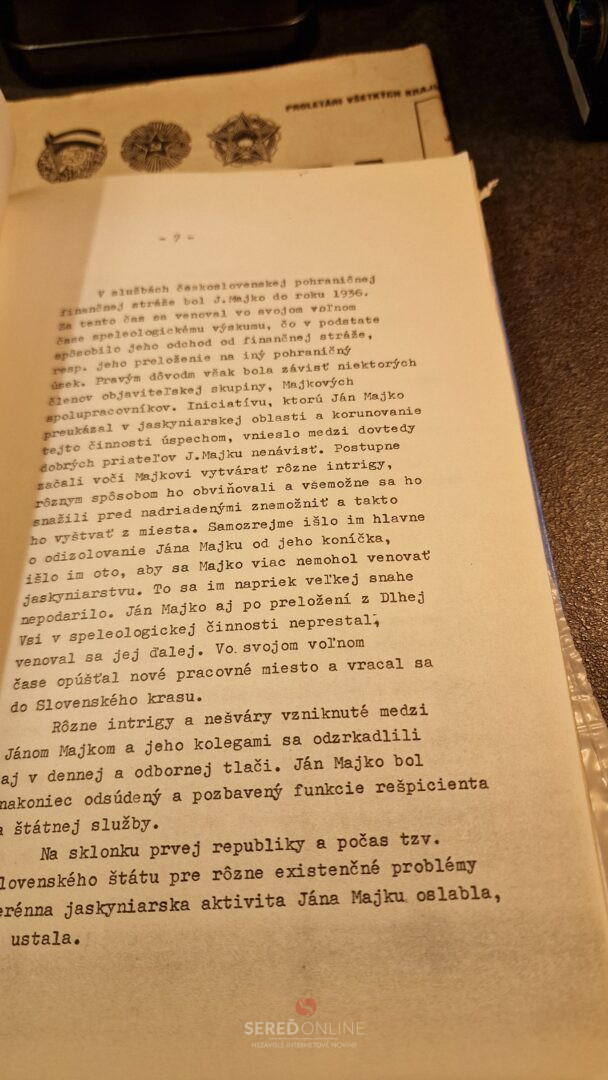 PROLETÁRI VŠETKÝCH KRAJ
- 7 -
V službách československej pohraničnej
finančnej stráže bol J.Majko do roku 1936.
Za tento čas sa venoval vo svojom voľnom
čase speleologickému výskumu, čo v podstate
spôsobilo jeho odchod od finančnej stráže,
resp. jeho preloženie na iný pohraničný
úsek. Pravým dôvodm však bola závisť niektorých
členov objaviteľskej skupiny, Majkových
spolupracovníkov. Iniciatívu, ktorú Ján Majko
preukázal v jaskyniarskej oblasti a korunovanie
tejto činnosti úspechom, vnieslo medzi dovtedy
dobrých priateľov J.Majku nenávisť. Postupne
začali voči Majkovi vytvárať rôzne intrigy,
rôznym spôsobom ho obviňovali a všemožne sa ho
snažili pred nadriadenými znemožniť a takto
ho vyštvať z miesta. Samozrejme išlo im hlavne
o odizolovanie Jána Majku od jeho koníčka,
išlo im oto, aby sa Majko viac nemohol venovať
jaskyniarstvu. To sa im napriek veľkej snahe
nepodarilo. Ján Majko aj po preložení z Dlhej
Vsi v speleologickej činnosti neprestal,
venoval sa jej ďalej. Vo svojom voľnom
čase opúšťal nové pracovné miesto a vracal sa
do Slovenského krasu.
Rôzne intrigy a nešváry vzniknuté medzi
Jánom Majkom a jeho kolegami sa odzrkadlili
aj v dennej a odbornej tlači. Ján Majko bol
nakoniec odsúdený a pozbavený funkcie rešpicienta
a štátnej služby.
Na sklonku prvej republiky a počas tzv.
lovenského štátu pre rôzne existenčné problémy
erénna jaskyniarska aktivita Jána Majku oslabla,
ustala.
SEREĎONLINE
NEZÁVISLÉ INTERNETOVÉ NOVINY